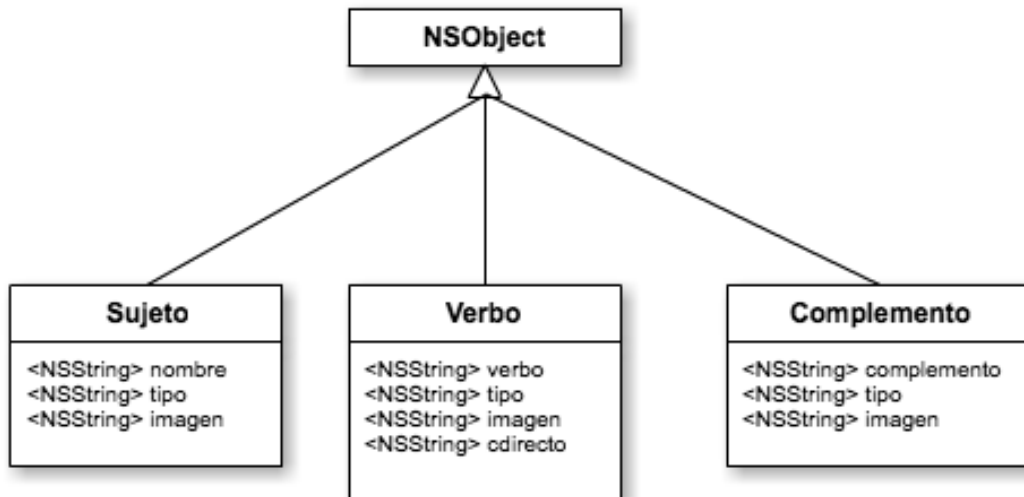 NSObject
Sujeto
<NSString> nombre
<NSString> tipo
<NSString> imagen
Verbo
<NSString> verbo
<NSString> tipo
<NSString> imagen
<NSString> cdirecto
Complemento
<NSString> complemento
<NSString> tipo
<NSString> imagen